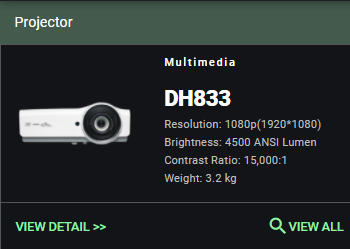 Projector
Multimedia
DH833
Resolution: 1080p(1920*1080)
Brightness: 4500 ANSI Lumen
Contrast Ratio: 15,000:1
Weight: 3.2 kg
VIEW DETAIL >>
VIEW ALL